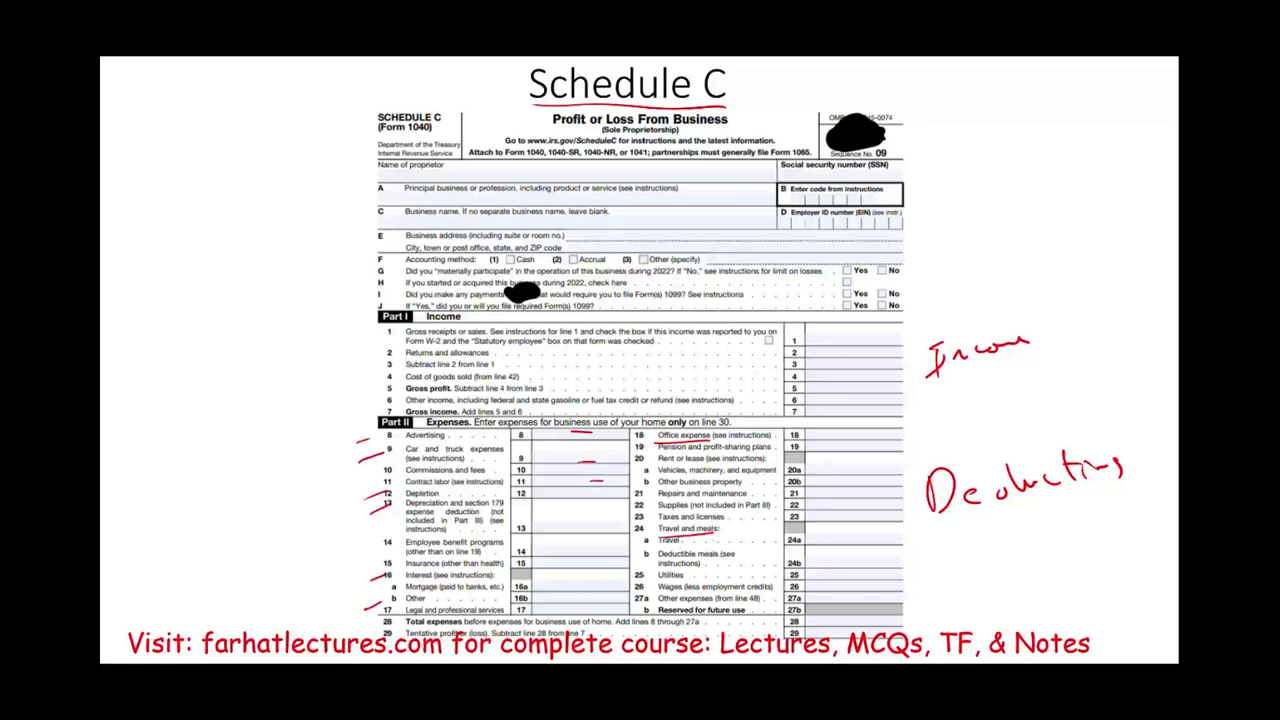 Schedule C
SCHEDULE C
(Form 1040)
Department of the Treasury
Internal Revenue Service
Profit or Loss From Business
(Sole Proprietorship)
Go to www.irs.gov/ScheduleC for instructions and the latest information.
Attach to Form 1040, 1040-SR, 1040-NR, or 1041; partnerships must generally file Form 1065.
Sequence No. 09
Name of proprietor
Social security number (SSN)
A Principal business or profession, including product or service (see instructions)
B Enter code from instructions
C Business name. If no separate business name, leave blank.
D Employer ID number (EIN) (see instr.)
E Business address (including suite or room no.)
City, town or post office, state, and ZIP code
F Accounting method: (1) Cash (2) Accrual (3) Other (specify)
G Did you "materially participate" in the operation of this business during 2022? If "No," see instructions for limit on losses Yes No
H If you started or acquired this business during 2022, check here
I Did you make any payments that would require you to file Form(s) 1099? See instructions Yes No
J If "Yes," did you or will you file required Form(s) 1099? Yes No
Part I Income
1 Gross receipts or sales. See instructions for line 1 and check the box if this income was reported to you on
Form W-2 and the "Statutory employee" box on that form was checked 1
2 Returns and allowances 2
3 Subtract line 2 from line 1 3
4 Cost of goods sold (from line 42) 4
5 Gross profit. Subtract line 4 from line 3 5
6 Other income, including federal and state gasoline or fuel tax credit or refund (see instructions) 6
7 Gross income. Add lines 5 and 6 7
Income
Part II Expenses. Enter expenses for business use of your home only on line 30.
8 Advertising 8
9 Car and truck expenses
(see instructions) 9
10 Commissions and fees 10
11 Contract labor (see instructions) 11
12 Depletion 12
13 Depreciation and section 179
expense deduction (not
included in Part III) (see
instructions) 13
14 Employee benefit programs
(other than on line 19) 14
15 Insurance (other than health) 15
16 Interest (see instructions):
a Mortgage (paid to banks, etc.) 16a
b Other 16b
17 Legal and professional services 17
18 Office expense (see instructions) 18
19 Pension and profit-sharing plans 19
20 Rent or lease (see instructions):
a Vehicles, machinery, and equipment 20a
b Other business property 20b
21 Repairs and maintenance 21
22 Supplies (not included in Part III) 22
23 Taxes and licenses 23
24 Travel and meals:
a Travel 24a
b Deductible meals (see
instructions) 24b
25 Utilities 25
26 Wages (less employment credits) 26
27a Other expenses (from line 48) 27a
b Reserved for future use 27b
28 Total expenses before expenses for business use of home. Add lines 8 through 27a 28
29 Tentative profit or (loss). Subtract line 28 from line 7 29
Visit: farhatlectures.com for complete course: Lectures, MCQs, TF, & Notes